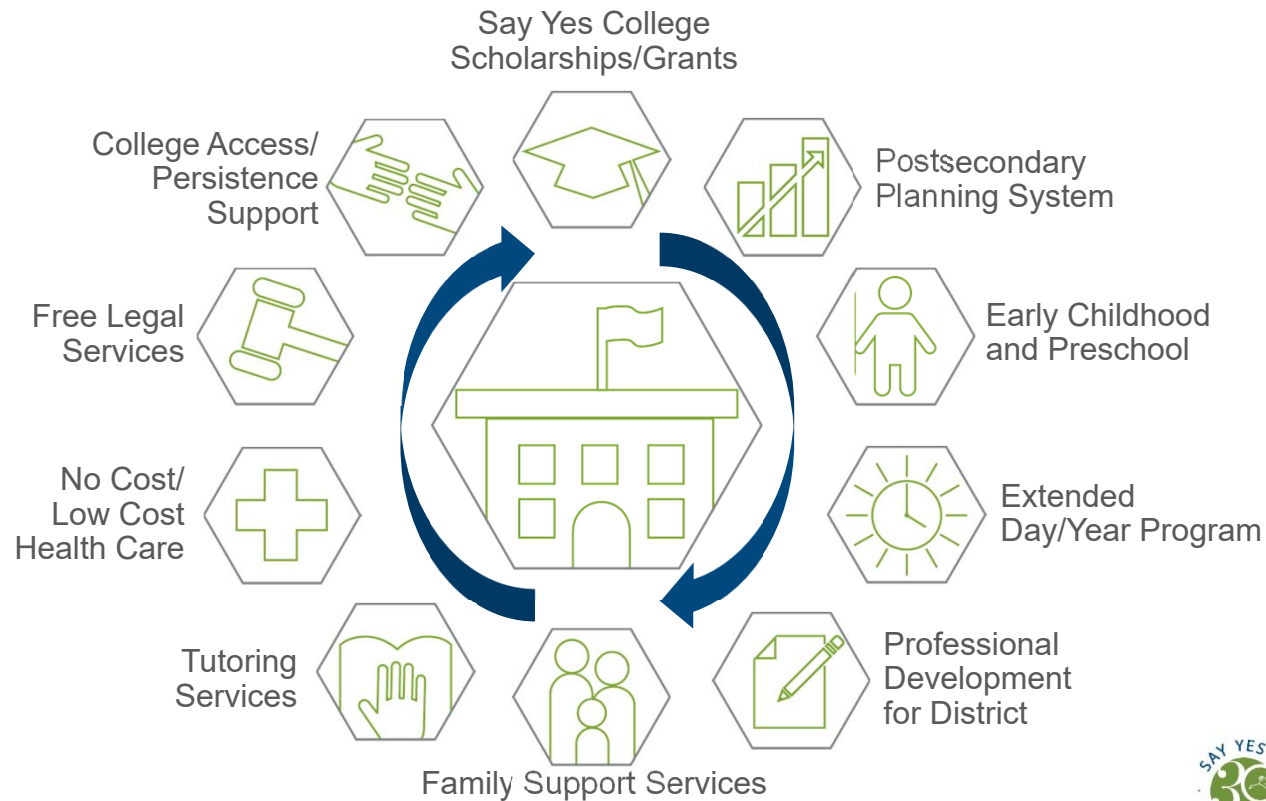 Say Yes College
Scholarships/Grants
College Access/
Persistence
Support
Postsecondary
Planning System
Free Legal
Services
Early Childhood
and Preschool
No Cost/
Low Cost
Health Care
Extended
Day/Year Program
Tutoring
Services
Professional
Development
for District
Family Support Services
SAY YES